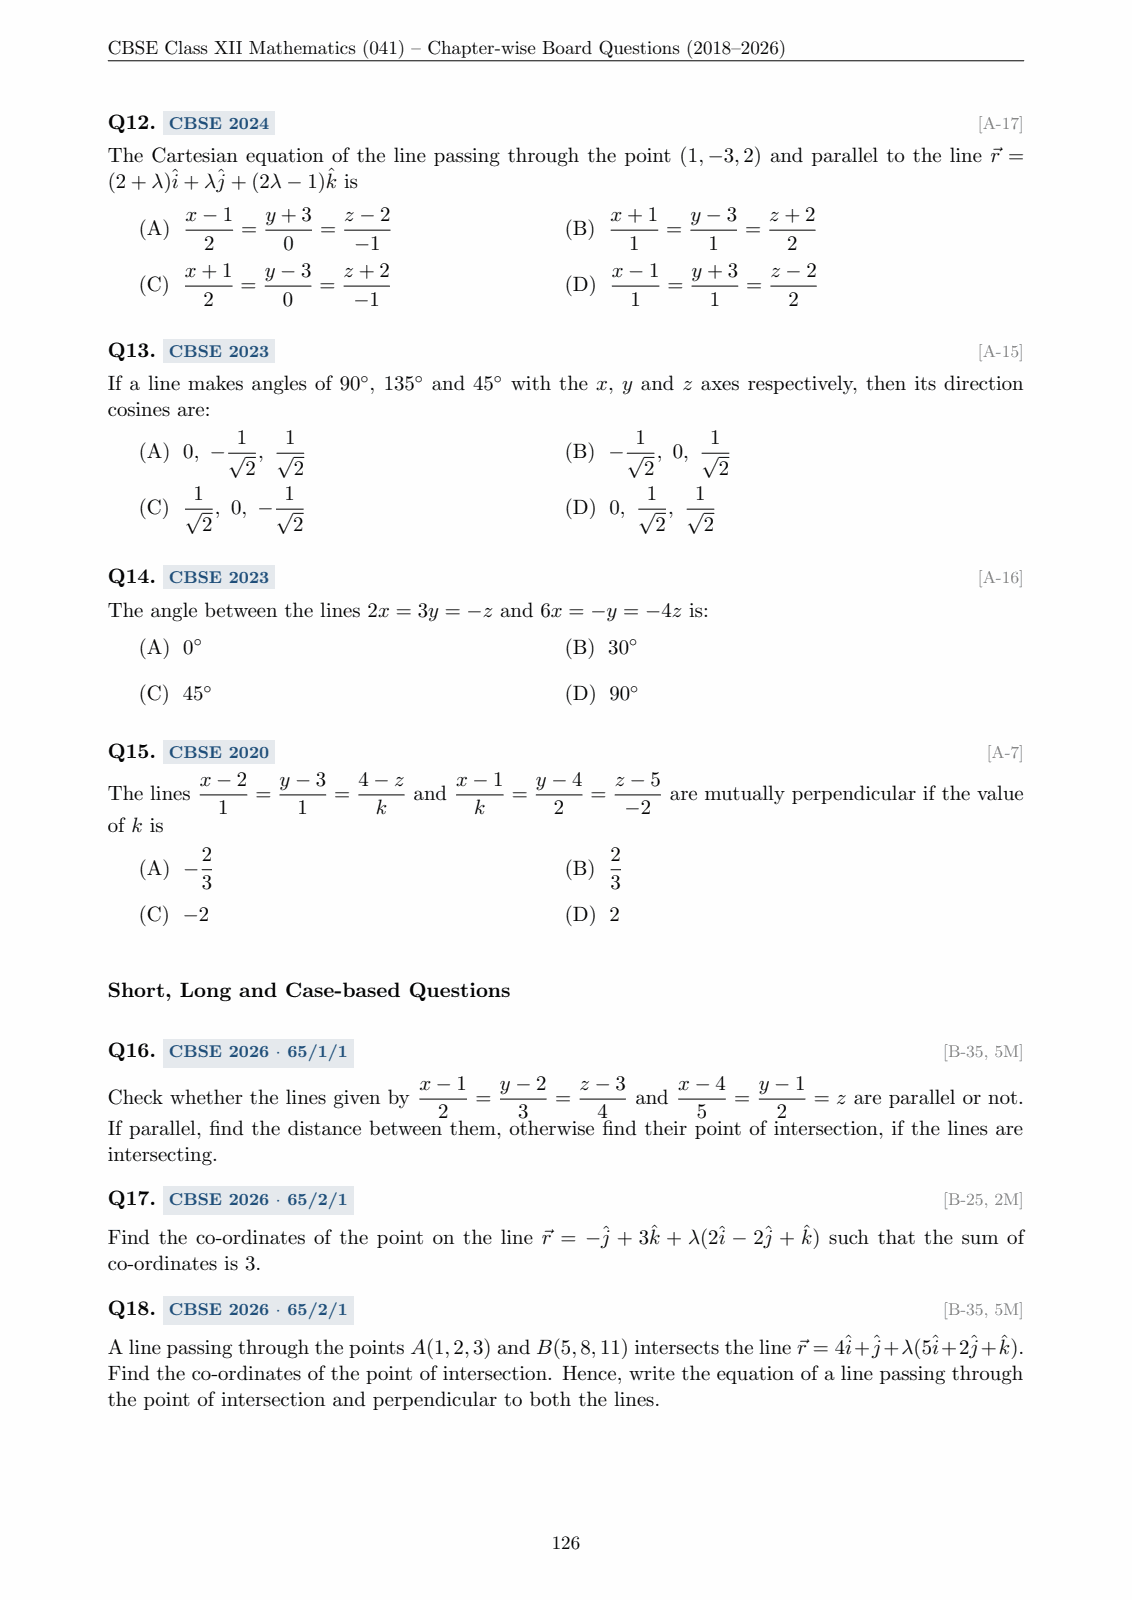 CBSE Class XII Mathematics (041) – Chapter-wise Board Questions (2018–2026)
Q12. CBSE 2024 [A-17]
The Cartesian equation of the line passing through the point (1, −3, 2) and parallel to the line r⃗ =
(2 + λ)î + λĵ + (2λ − 1)k̂ is
(A) (x − 1)/2 = (y + 3)/0 = (z − 2)/−1 (B) (x + 1)/1 = (y − 3)/1 = (z + 2)/2
(C) (x + 1)/2 = (y − 3)/0 = (z + 2)/−1 (D) (x − 1)/1 = (y + 3)/1 = (z − 2)/2
Q13. CBSE 2023 [A-15]
If a line makes angles of 90°, 135° and 45° with the x, y and z axes respectively, then its direction
cosines are:
(A) 0, −1/√2, 1/√2 (B) −1/√2, 0, 1/√2
(C) 1/√2, 0, −1/√2 (D) 0, 1/√2, 1/√2
Q14. CBSE 2023 [A-16]
The angle between the lines 2x = 3y = −z and 6x = −y = −4z is:
(A) 0° (B) 30°
(C) 45° (D) 90°
Q15. CBSE 2020 [A-7]
The lines (x − 2)/1 = (y − 3)/1 = (4 − z)/k and (x − 1)/k = (y − 4)/2 = (z − 5)/−2 are mutually perpendicular if the value
of k is
(A) −2/3 (B) 2/3
(C) −2 (D) 2
Short, Long and Case-based Questions
Q16. CBSE 2026 · 65/1/1 [B-35, 5M]
Check whether the lines given by (x − 1)/2 = (y − 2)/3 = (z − 3)/4 and (x − 4)/5 = (y − 1)/2 = z are parallel or not.
If parallel, find the distance between them, otherwise find their point of intersection, if the lines are
intersecting.
Q17. CBSE 2026 · 65/2/1 [B-25, 2M]
Find the co-ordinates of the point on the line r⃗ = −ĵ + 3k̂ + λ(2î − 2ĵ + k̂) such that the sum of
co-ordinates is 3.
Q18. CBSE 2026 · 65/2/1 [B-35, 5M]
A line passing through the points A(1, 2, 3) and B(5, 8, 11) intersects the line r⃗ = 4î+ĵ+λ(5î+2ĵ+k̂).
Find the co-ordinates of the point of intersection. Hence, write the equation of a line passing through
the point of intersection and perpendicular to both the lines.
126